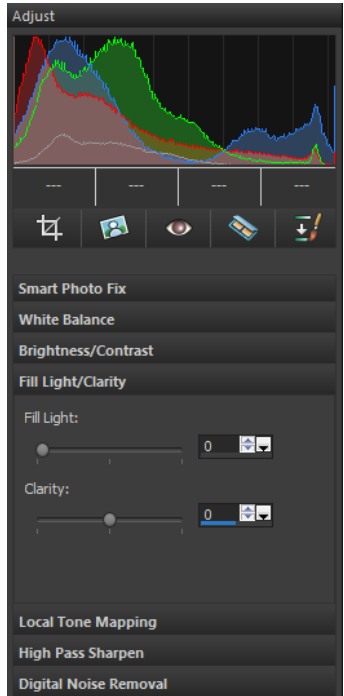 Adjust
--- --- --- ---
Smart Photo Fix
White Balance
Brightness/Contrast
Fill Light/Clarity
Fill Light:
0
Clarity:
0
Local Tone Mapping
High Pass Sharpen
Digital Noise Removal